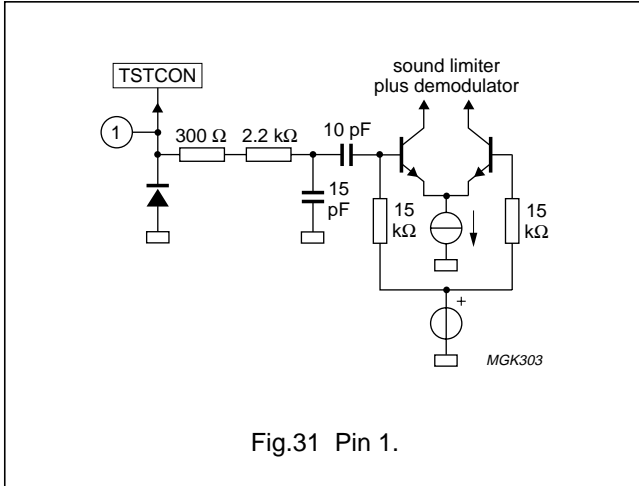 TSTCON
sound limiter
plus demodulator
1
300 Ω
2.2 kΩ
10 pF
15
pF
15
kΩ
15
kΩ
+
MGK303
Fig.31 Pin 1.